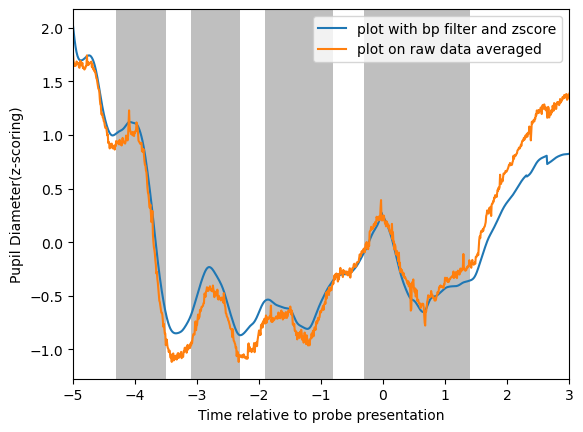 plot with bp filter and zscore
plot on raw data averaged
Pupil Diameter(z-scoring)
2.0
1.5
1.0
0.5
0.0
−0.5
−1.0
−5 −4 −3 −2 −1 0 1 2 3
Time relative to probe presentation